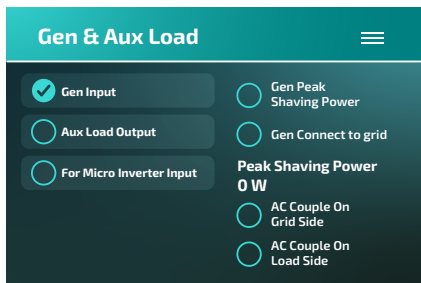 Gen & Aux Load
Gen Input
Aux Load Output
For Micro Inverter Input
Gen Peak
Shaving Power
Gen Connect to grid
Peak Shaving Power
0 W
AC Couple On
Grid Side
AC Couple On
Load Side